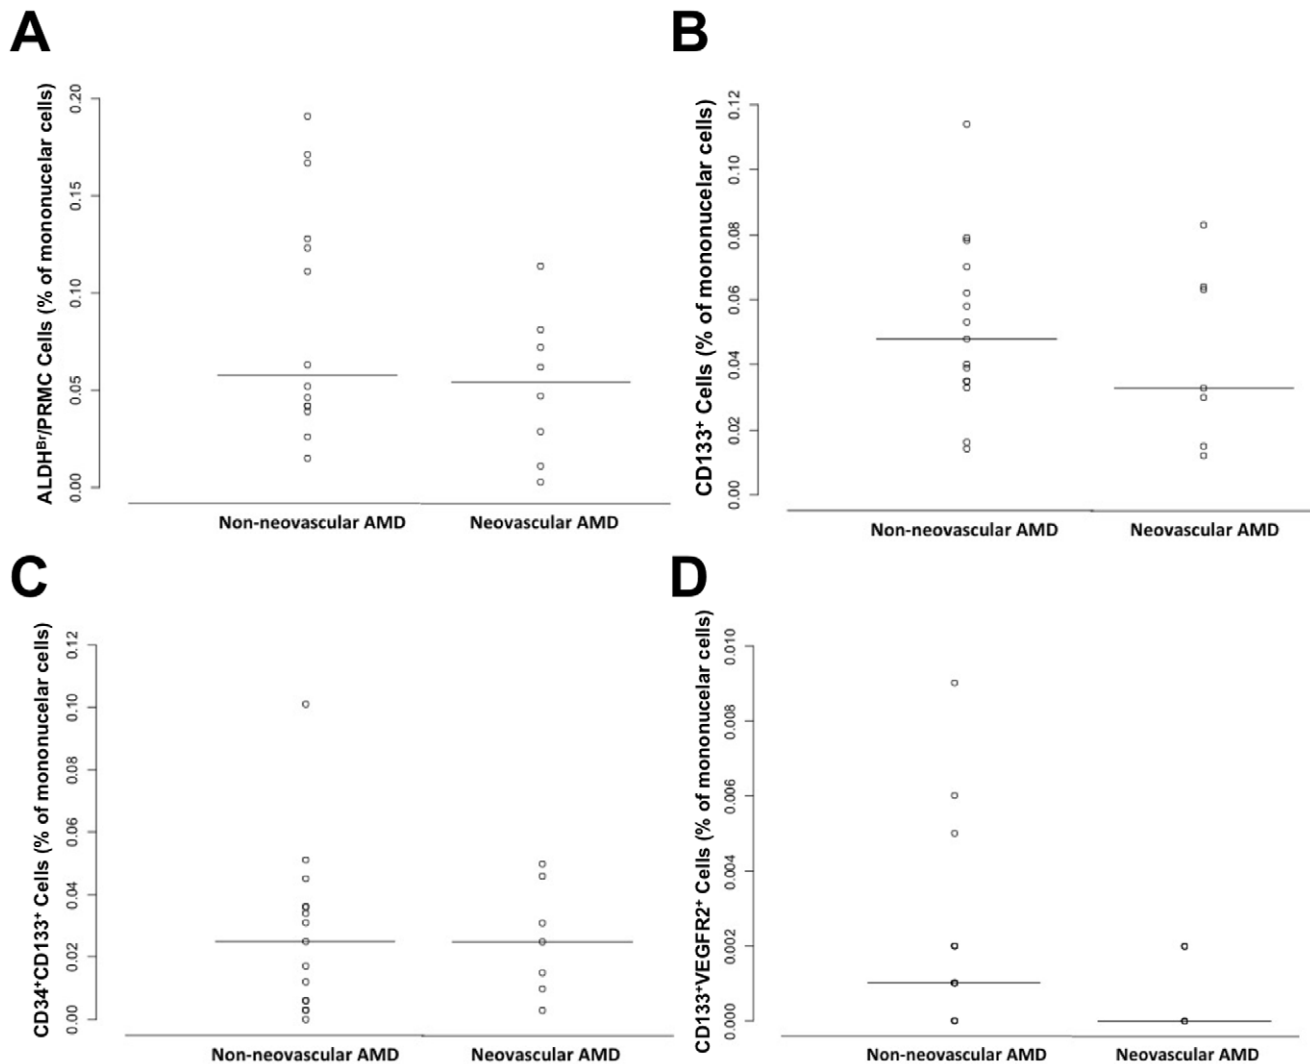 A
ALDHBr/PRMC Cells (% of mononucelar cells)
0.20
0.15
0.10
0.05
0.00
Non-neovascular AMD
Neovascular AMD
B
CD133+ Cells (% of mononucelar cells)
0.12
0.10
0.08
0.06
0.04
0.02
0.00
Non-neovascular AMD
Neovascular AMD
C
CD34+CD133+ Cells (% of mononucelar cells)
0.12
0.10
0.08
0.06
0.04
0.02
0.00
Non-neovascular AMD
Neovascular AMD
D
CD133+VEGFR2+ Cells (% of mononucelar cells)
0.010
0.008
0.006
0.004
0.002
0.000
Non-neovascular AMD
Neovascular AMD